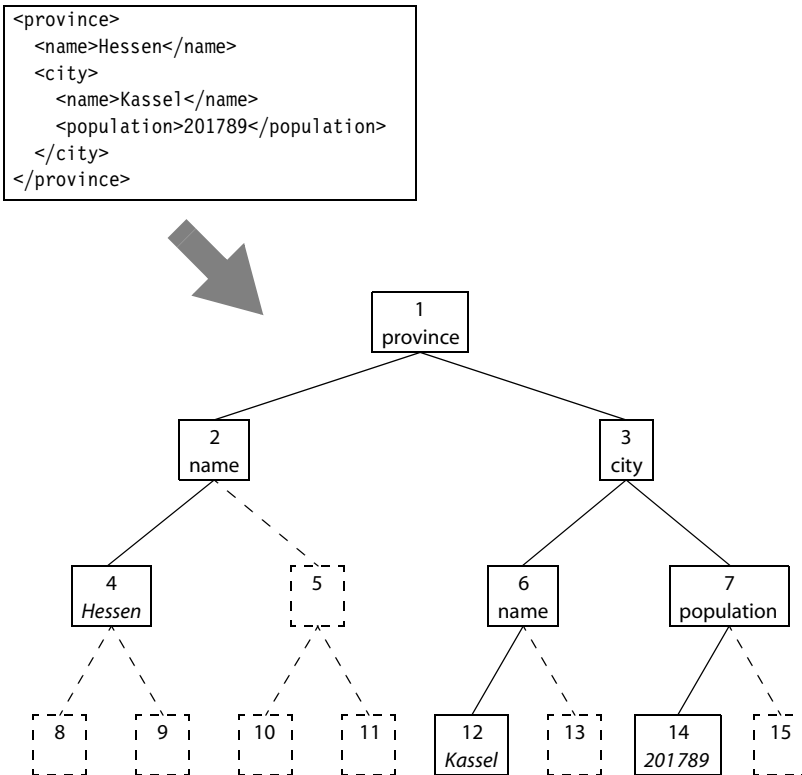 <province>
  <name>Hessen</name>
  <city>
    <name>Kassel</name>
    <population>201789</population>
  </city>
</province>
1
province
2
name
3
city
4
Hessen
5
6
name
7
population
8
9
10
11
12
Kassel
13
14
201789
15